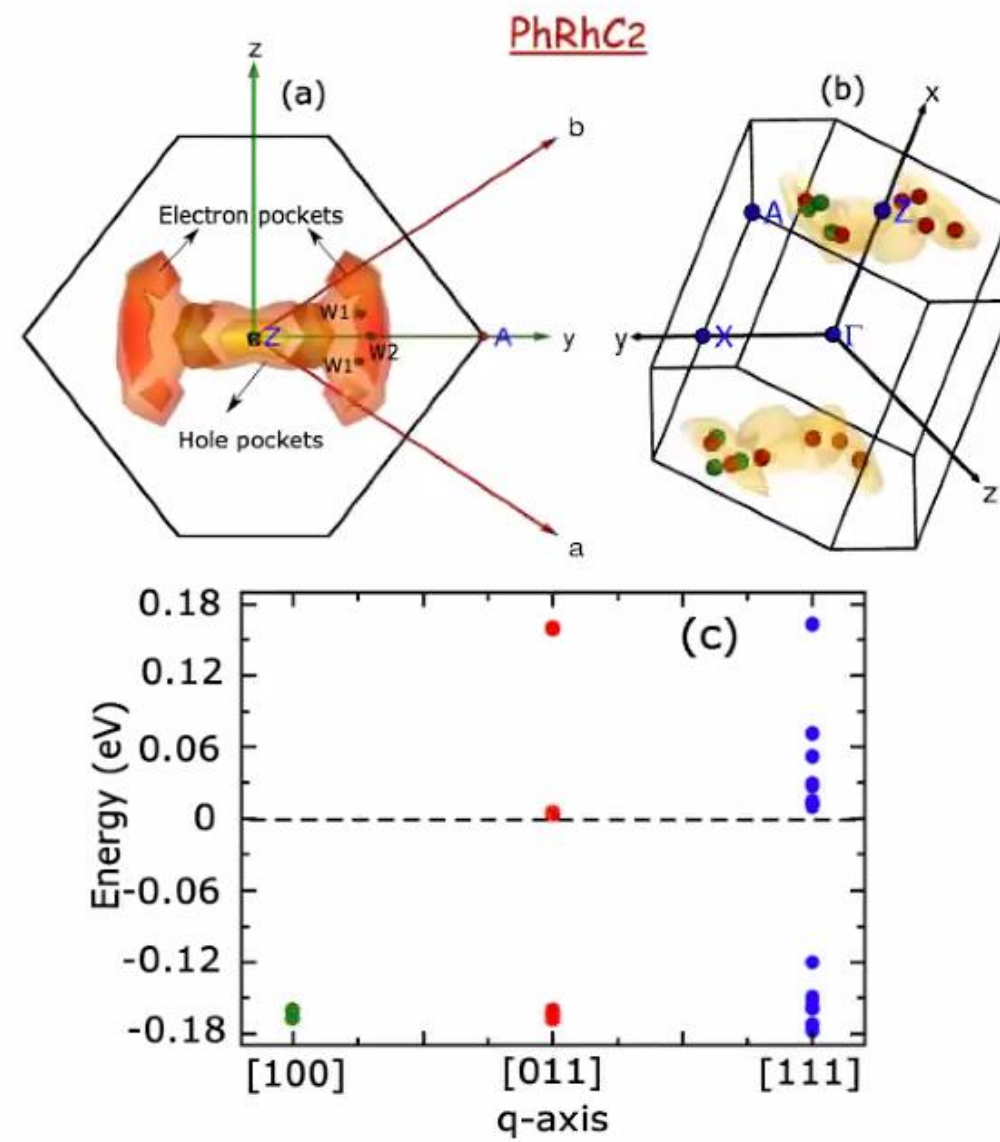 PhRhC2
(a)
z
b
Electron pockets
W1
Z
y
A
W2
W1
Hole pockets
a
(b)
x
A
Z
y
X
Γ
z
(c)
Energy (eV)
0.18
0.12
0.06
0
-0.06
-0.12
-0.18
[100]
[011]
[111]
q-axis